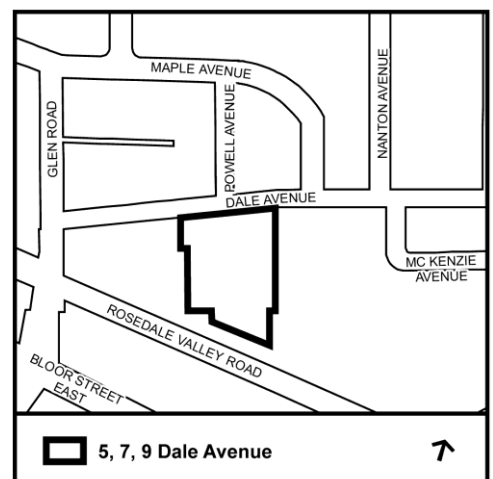 MAPLE AVENUE
GLEN ROAD
POWELL AVENUE
NANTON AVENUE
DALE AVENUE
MC KENZIE
AVENUE
ROSEDALE VALLEY ROAD
BLOOR STREET
EAST
5, 7, 9 Dale Avenue